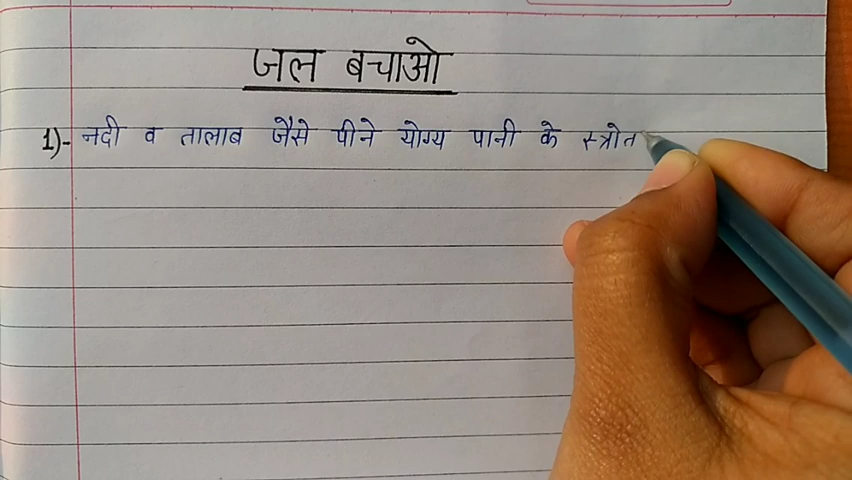 जल बचाओ
1)- नदी व तालाब जैसे पीने योग्य पानी के स्त्रोत